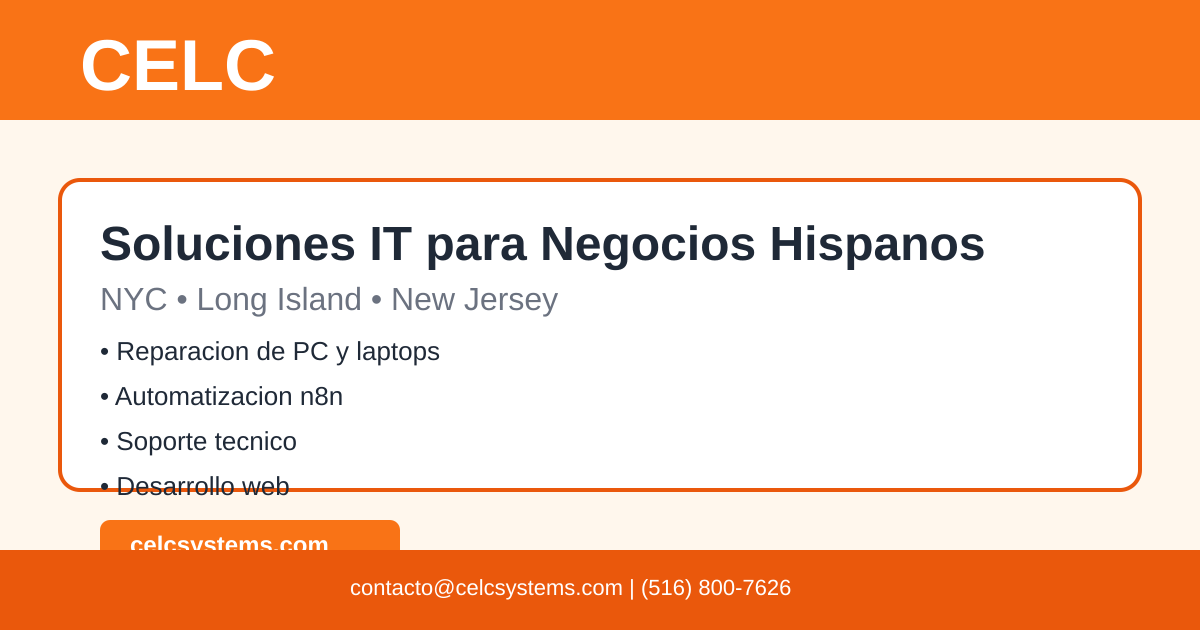 CELC
Soluciones IT para Negocios Hispanos
NYC • Long Island • New Jersey
• Reparacion de PC y laptops
• Automatizacion n8n
• Soporte tecnico
• Desarrollo web
celcsystems.com
contacto@celcsystems.com | (516) 800-7626